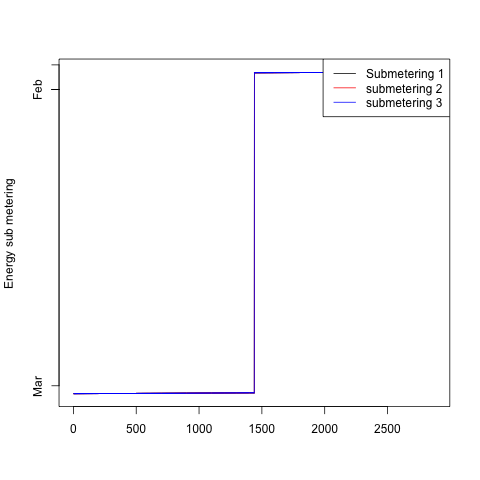 Submetering 1
submetering 2
submetering 3
Feb
Energy sub metering
Mar
0 500 1000 1500 2000 2500